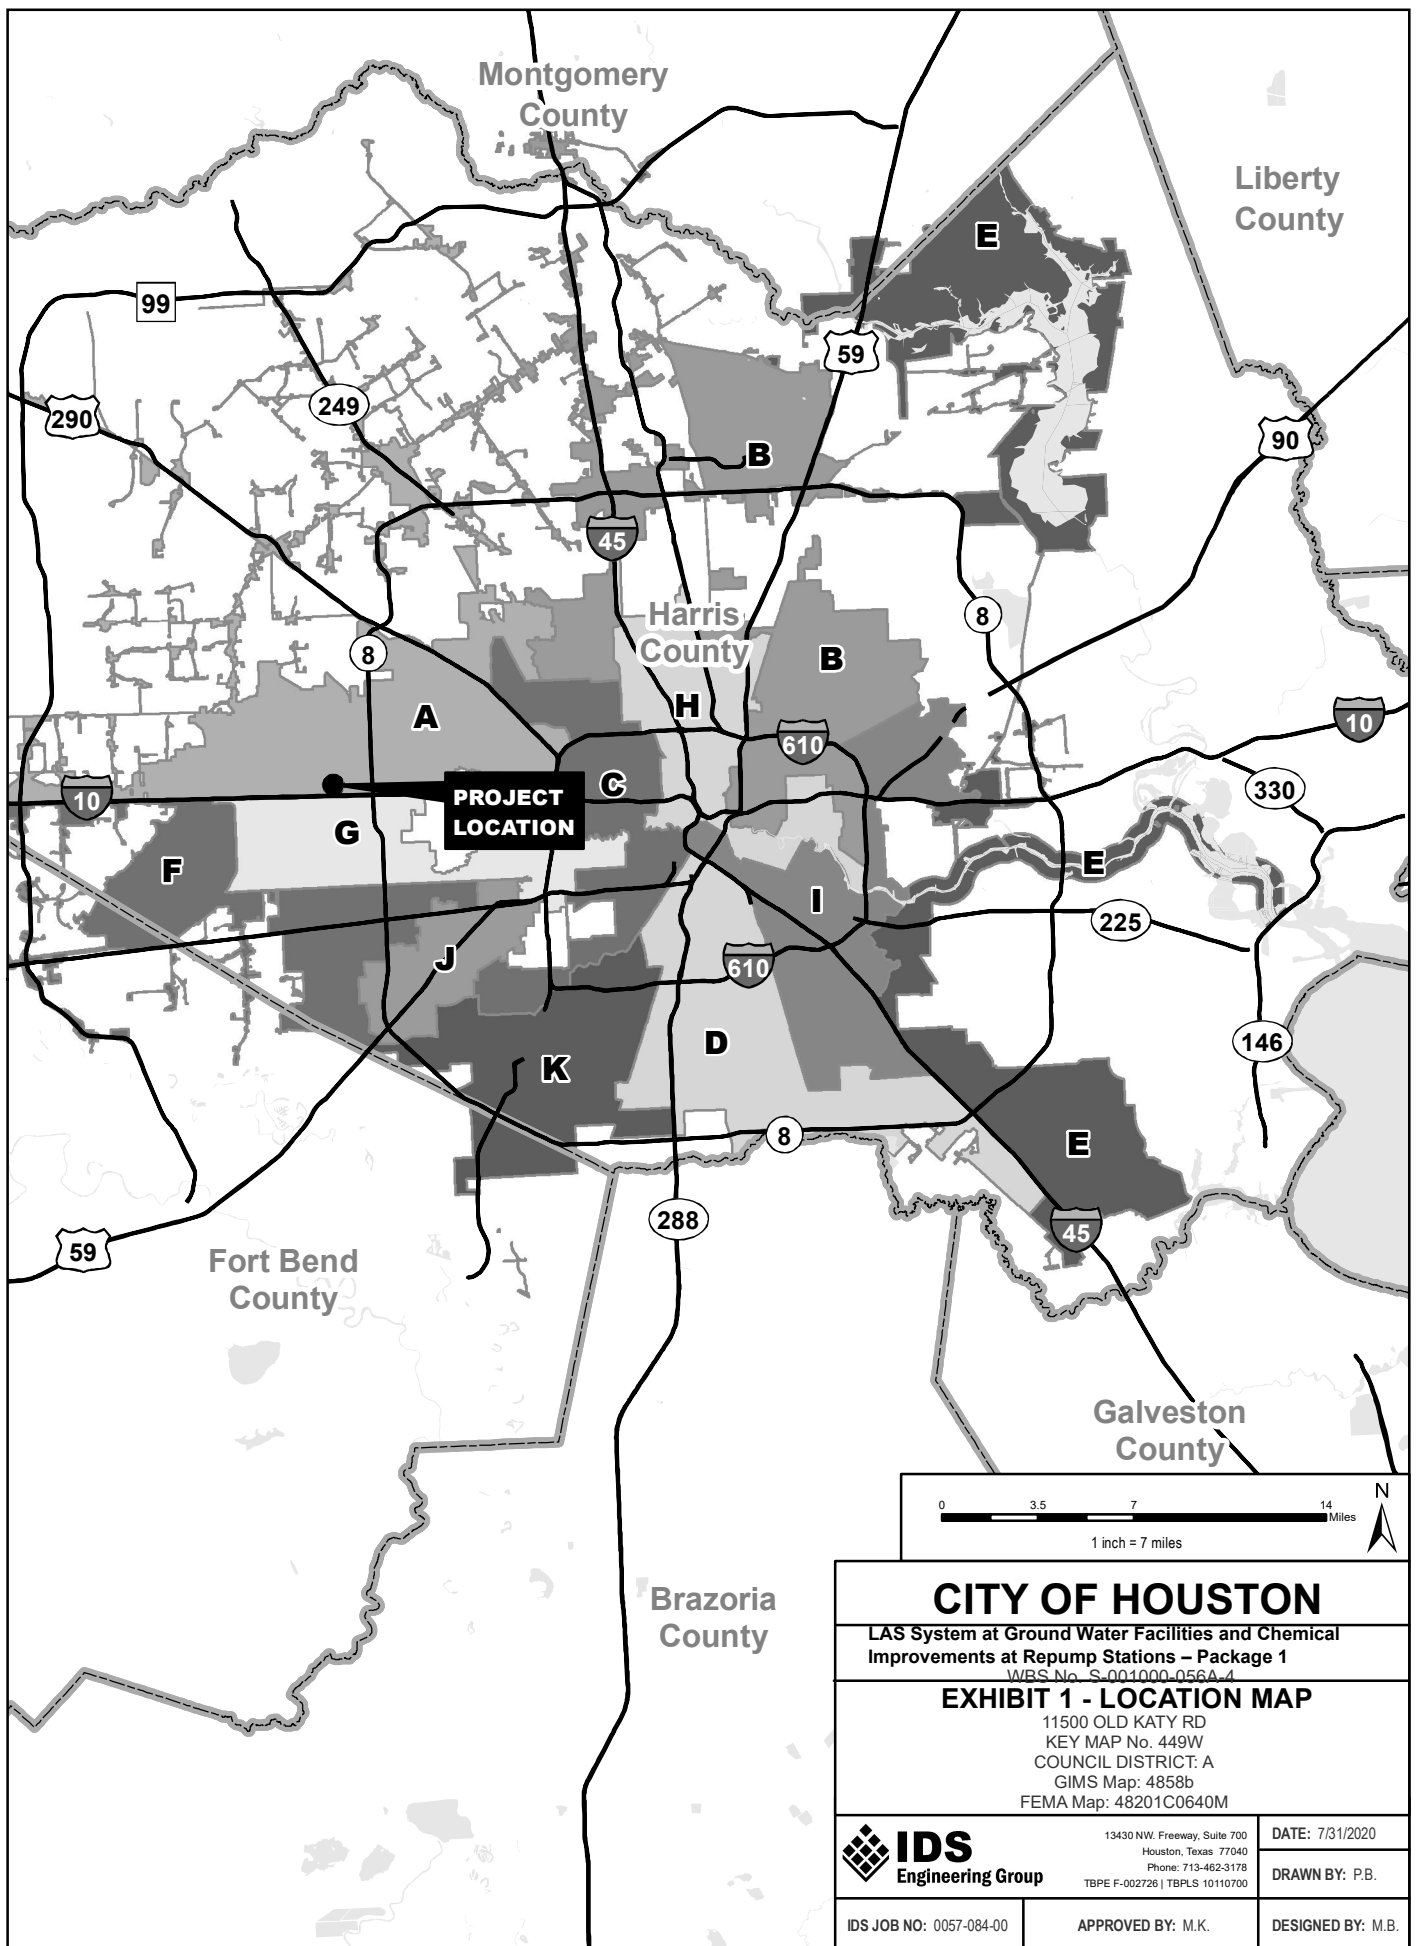 Montgomery
County
Liberty
County
E
99
59
249
290
90
B
45
Harris
County
8
8
B
A
H
10
610
C
10
PROJECT
LOCATION
330
G
E
F
I
225
J
610
D
146
K
8
E
288
45
59
Fort Bend
County
Galveston
County
N
0 3.5 7 14
Miles
1 inch = 7 miles
Brazoria
County
CITY OF HOUSTON
LAS System at Ground Water Facilities and Chemical
Improvements at Repump Stations – Package 1
WBS No. S-001000-056A-4
EXHIBIT 1 - LOCATION MAP
11500 OLD KATY RD
KEY MAP No. 449W
COUNCIL DISTRICT: A
GIMS Map: 4858b
FEMA Map: 48201C0640M
IDS
Engineering Group
13430 NW. Freeway, Suite 700
Houston, Texas 77040
Phone: 713-462-3178
TBPE F-002726 | TBPLS 10110700
DATE: 7/31/2020
DRAWN BY: P.B.
IDS JOB NO: 0057-084-00
APPROVED BY: M.K.
DESIGNED BY: M.B.